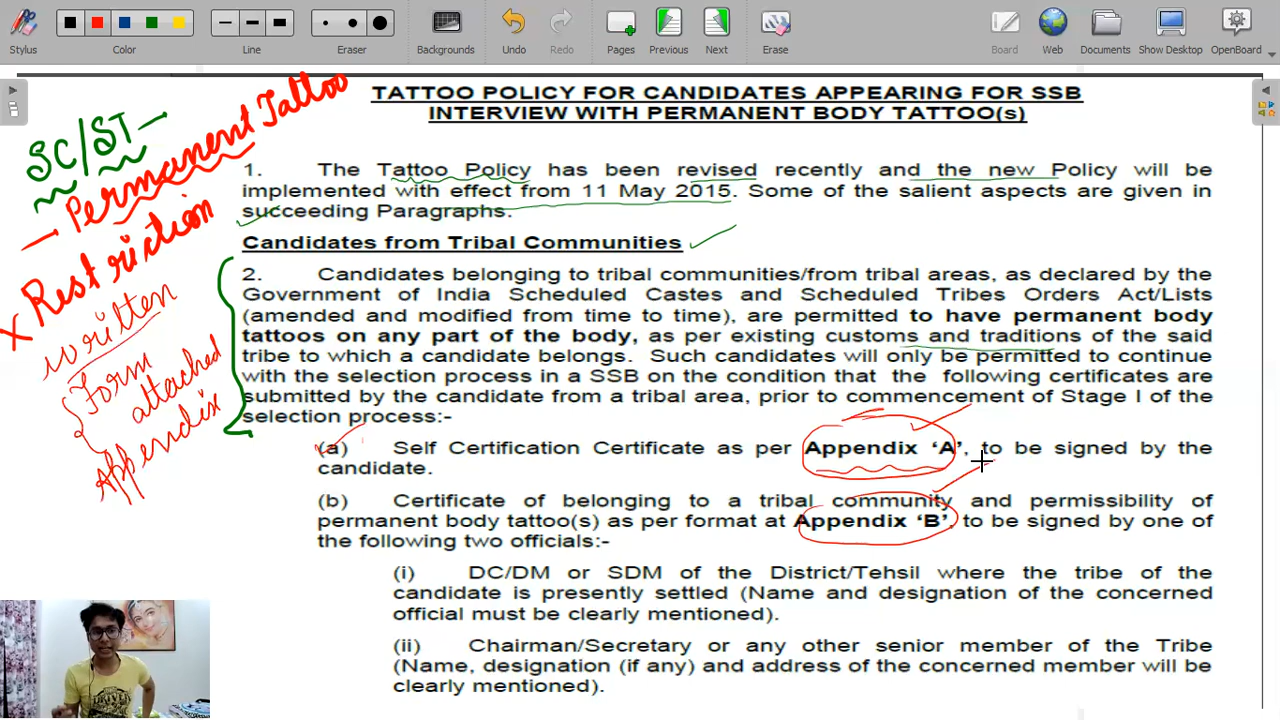 Stylus
Color
Line
Eraser
Backgrounds
Undo
Redo
Pages
Previous
Next
Erase
Board
Web
Documents
Show Desktop
OpenBoard
TATTOO POLICY FOR CANDIDATES APPEARING FOR SSB
INTERVIEW WITH PERMANENT BODY TATTOO(s)
SC/ST
Permanent Tattoo
Restriction
written
Form
attached
Appendix
1. The Tattoo Policy has been revised recently and the new Policy will be
implemented with effect from 11 May 2015. Some of the salient aspects are given in
succeeding Paragraphs.
Candidates from Tribal Communities
2. Candidates belonging to tribal communities/from tribal areas, as declared by the
Government of India Scheduled Castes and Scheduled Tribes Orders Act/Lists
(amended and modified from time to time), are permitted to have permanent body
tattoos on any part of the body, as per existing customs and traditions of the said
tribe to which a candidate belongs. Such candidates will only be permitted to continue
with the selection process in a SSB on the condition that the following certificates are
submitted by the candidate from a tribal area, prior to commencement of Stage I of the
selection process:-
(a) Self Certification Certificate as per Appendix ‘A’, to be signed by the
candidate.
(b) Certificate of belonging to a tribal community and permissibility of
permanent body tattoo(s) as per format at Appendix ‘B’, to be signed by one of
the following two officials:-
(i) DC/DM or SDM of the District/Tehsil where the tribe of the
candidate is presently settled (Name and designation of the concerned
official must be clearly mentioned).
(ii) Chairman/Secretary or any other senior member of the Tribe
(Name, designation (if any) and address of the concerned member will be
clearly mentioned).